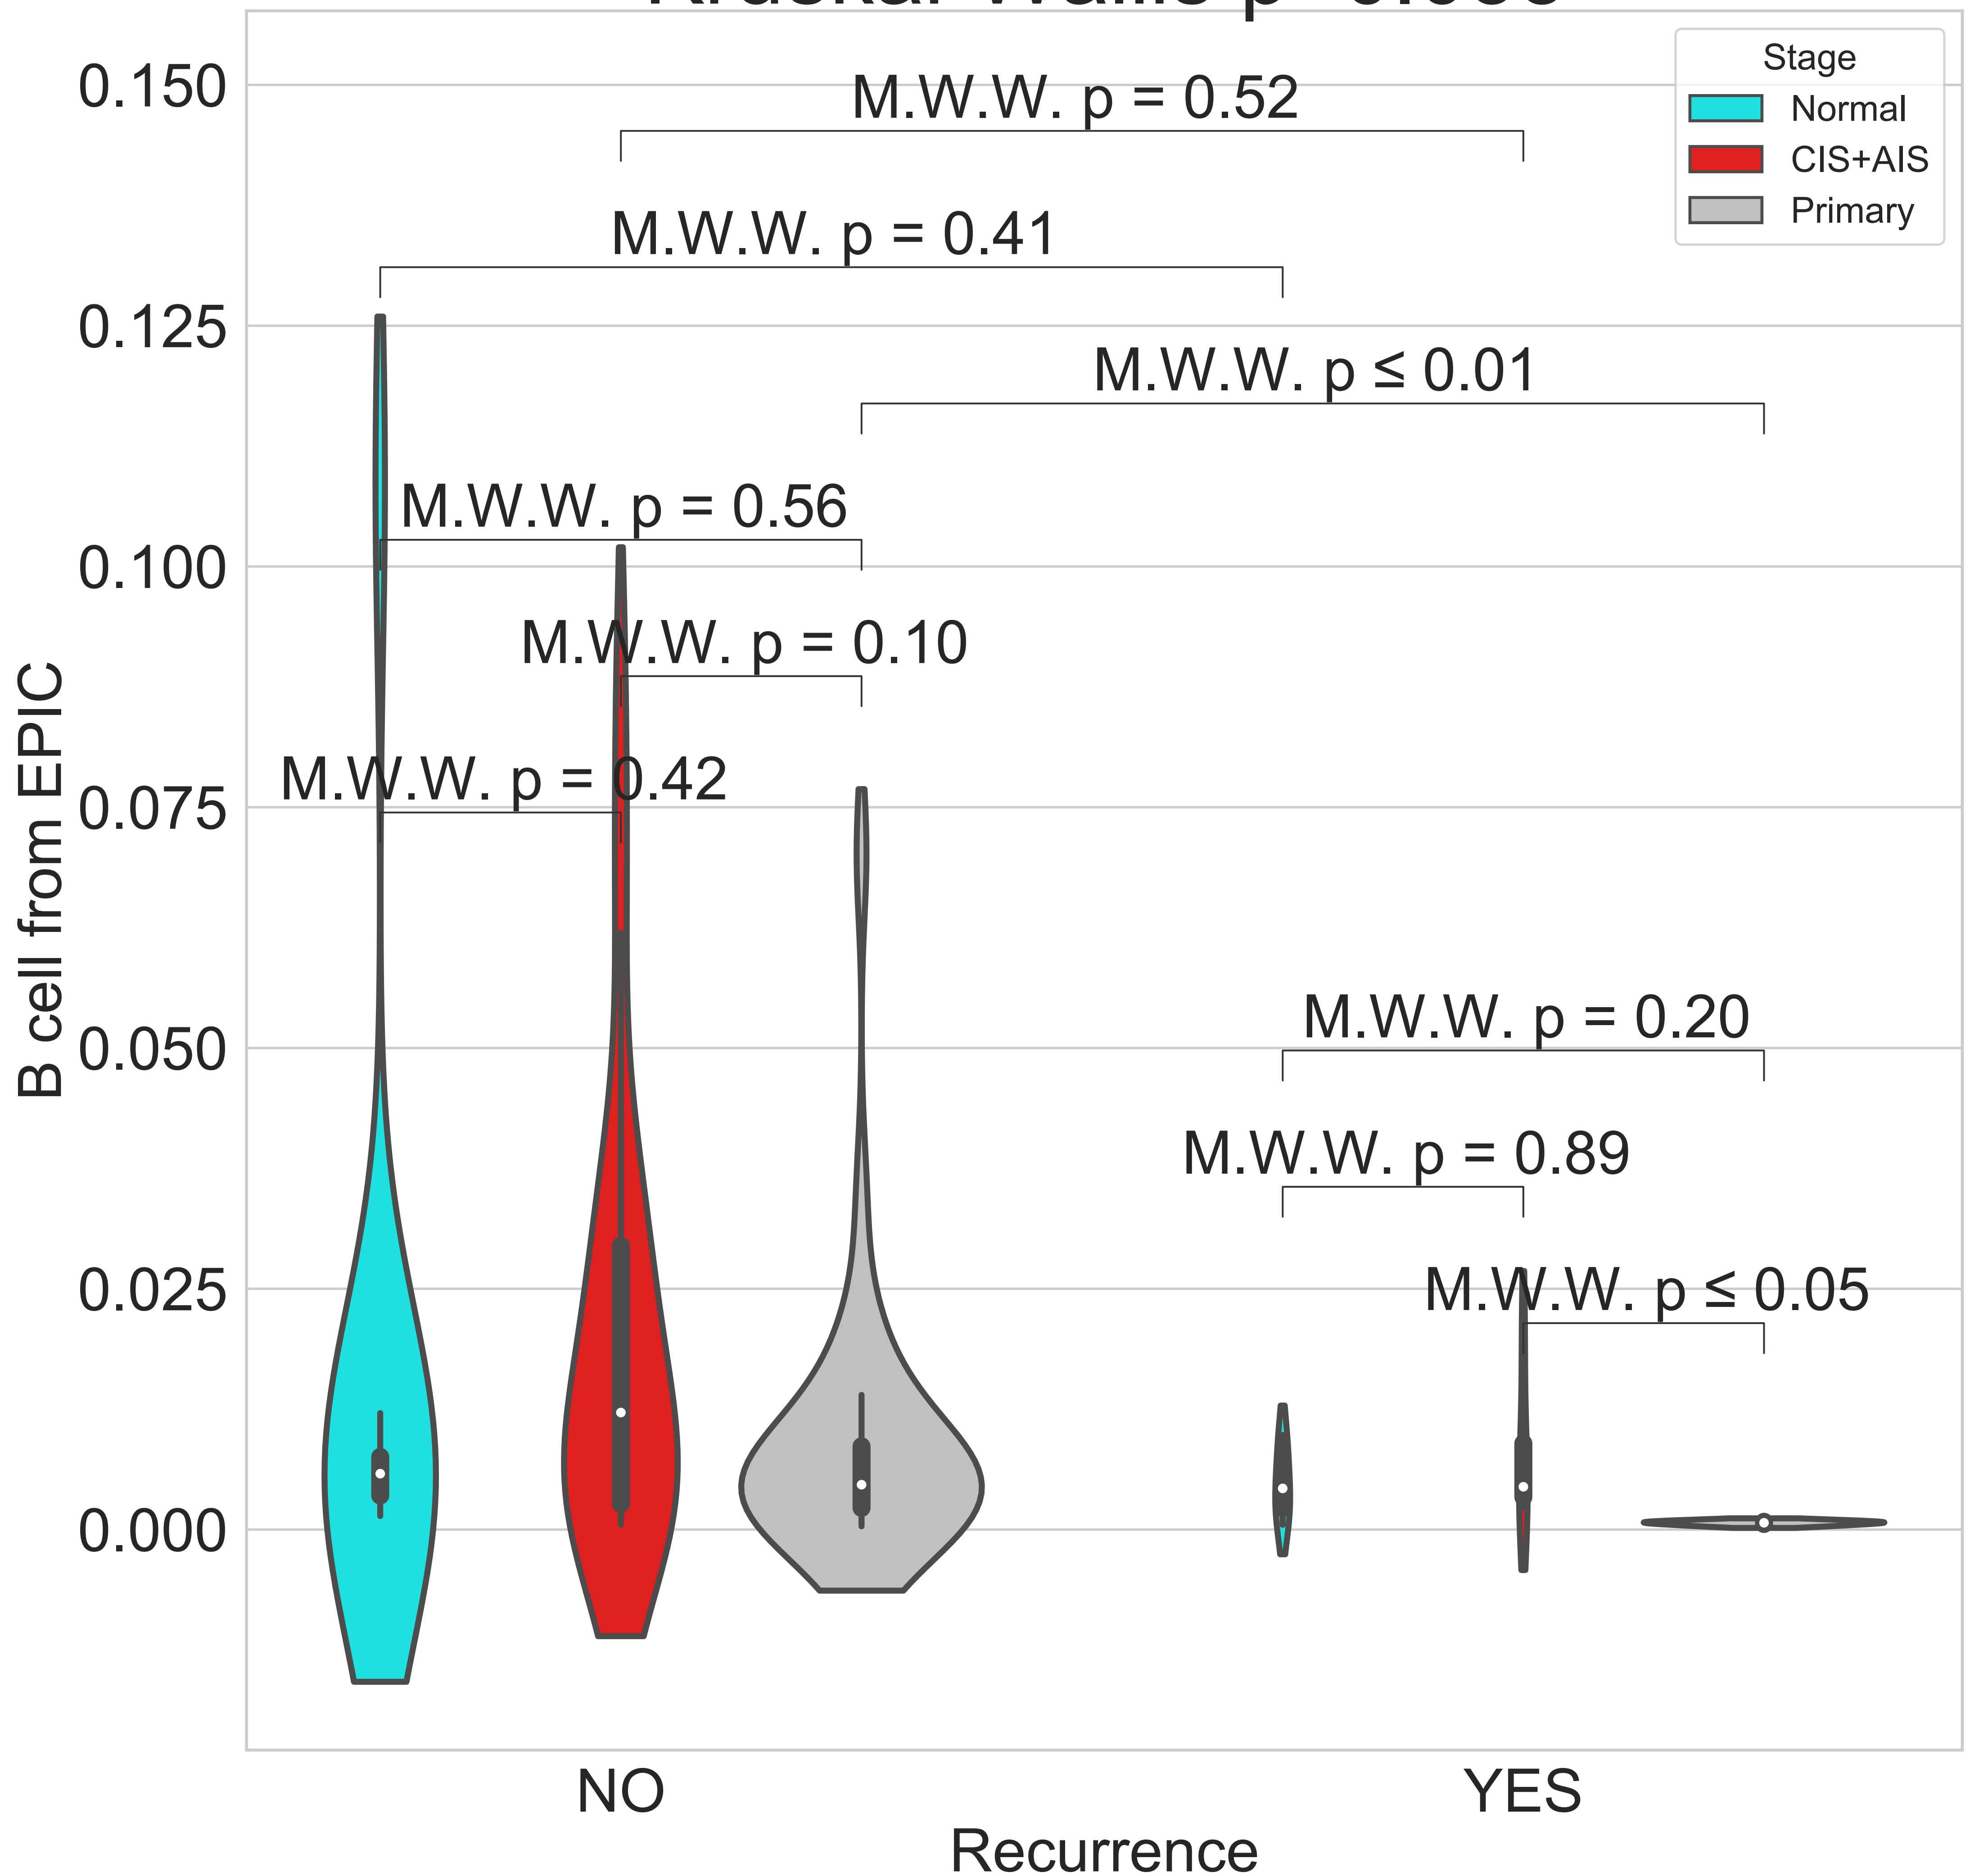 Stage
Normal
CIS+AIS
Primary
0.150
0.125
0.100
0.075
0.050
0.025
0.000
B cell from EPIC
M.W.W. p = 0.52
M.W.W. p = 0.41
M.W.W. p ≤ 0.01
M.W.W. p = 0.56
M.W.W. p = 0.10
M.W.W. p = 0.42
M.W.W. p = 0.20
M.W.W. p = 0.89
M.W.W. p ≤ 0.05
NO
YES
Recurrence